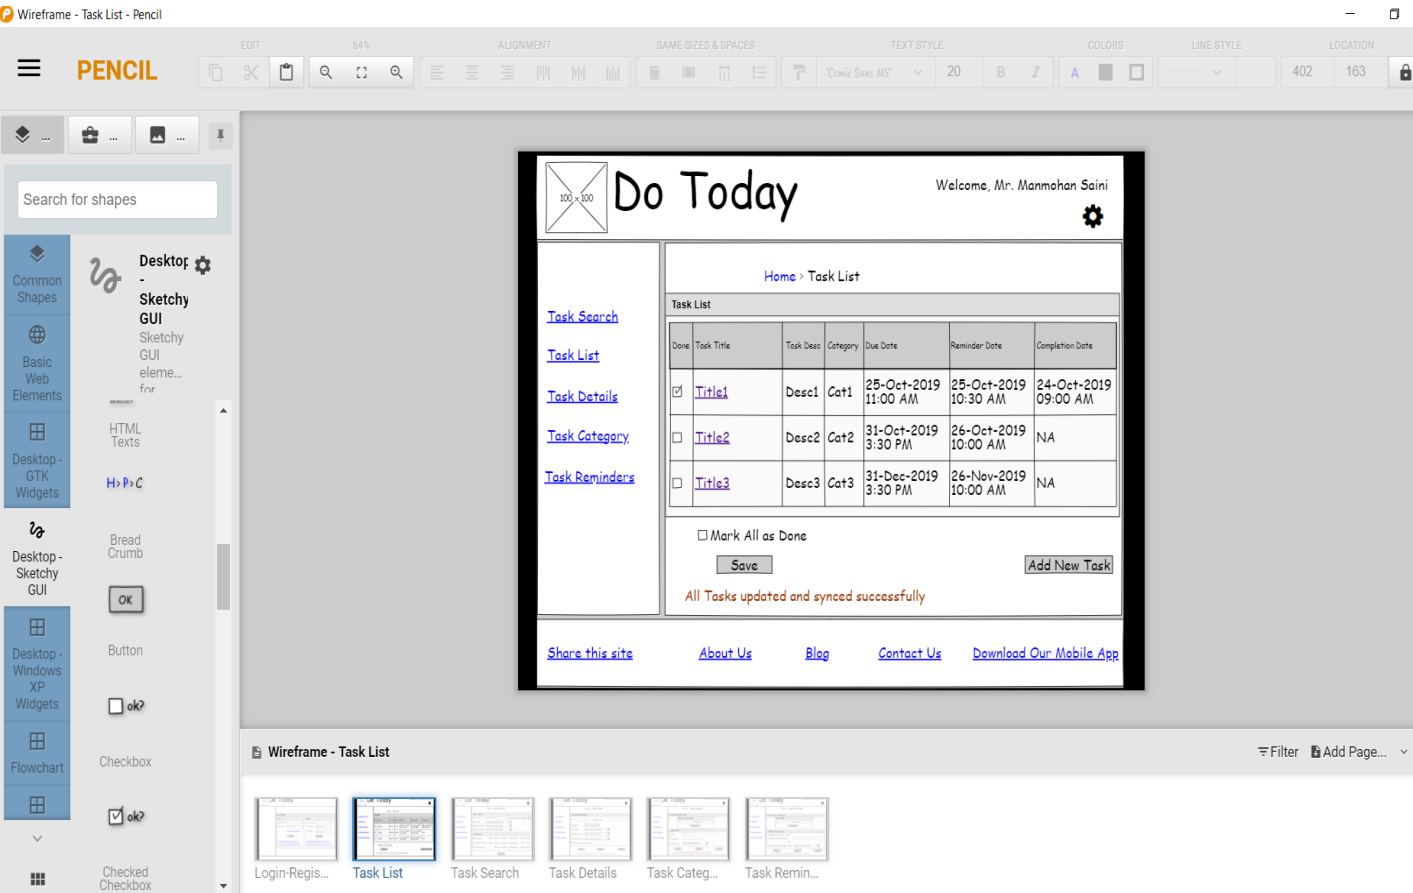 Wireframe - Task List - Pencil
EDIT
64%
ALIGNMENT
SAME SIZES & SPACES
TEXT STYLE
COLORS
LINE STYLE
LOCATION
PENCIL
'Comic Sans MS'
20
B
I
A
402
163
...
...
...
Search for shapes
Common
Shapes
Basic
Web
Elements
Desktop -
GTK
Widgets
Desktop -
Sketchy
GUI
Desktop -
Windows
XP
Widgets
Flowchart
Desktop
-
Sketchy
GUI
Sketchy
GUI
eleme...
for
HTML
Texts
H>P>C
Bread
Crumb
OK
Button
ok?
Checkbox
ok?
Checked
Checkbox
100 x 100
Do Today
Welcome, Mr. Manmohan Saini
Task Search
Task List
Task Details
Task Category
Task Reminders
Home > Task List
Task List
Done Task Title Task Desc Category Due Date Reminder Date Completion Date
Title1 Desc1 Cat1 25-Oct-2019 11:00 AM 25-Oct-2019 10:30 AM 24-Oct-2019 09:00 AM
Title2 Desc2 Cat2 31-Oct-2019 3:30 PM 26-Oct-2019 10:00 AM NA
Title3 Desc3 Cat3 31-Dec-2019 3:30 PM 26-Nov-2019 10:00 AM NA
Mark All as Done
Save
Add New Task
All Tasks updated and synced successfully
Share this site About Us Blog Contact Us Download Our Mobile App
Wireframe - Task List
Filter
Add Page...
Login-Regis...
Task List
Task Search
Task Details
Task Categ...
Task Remin...